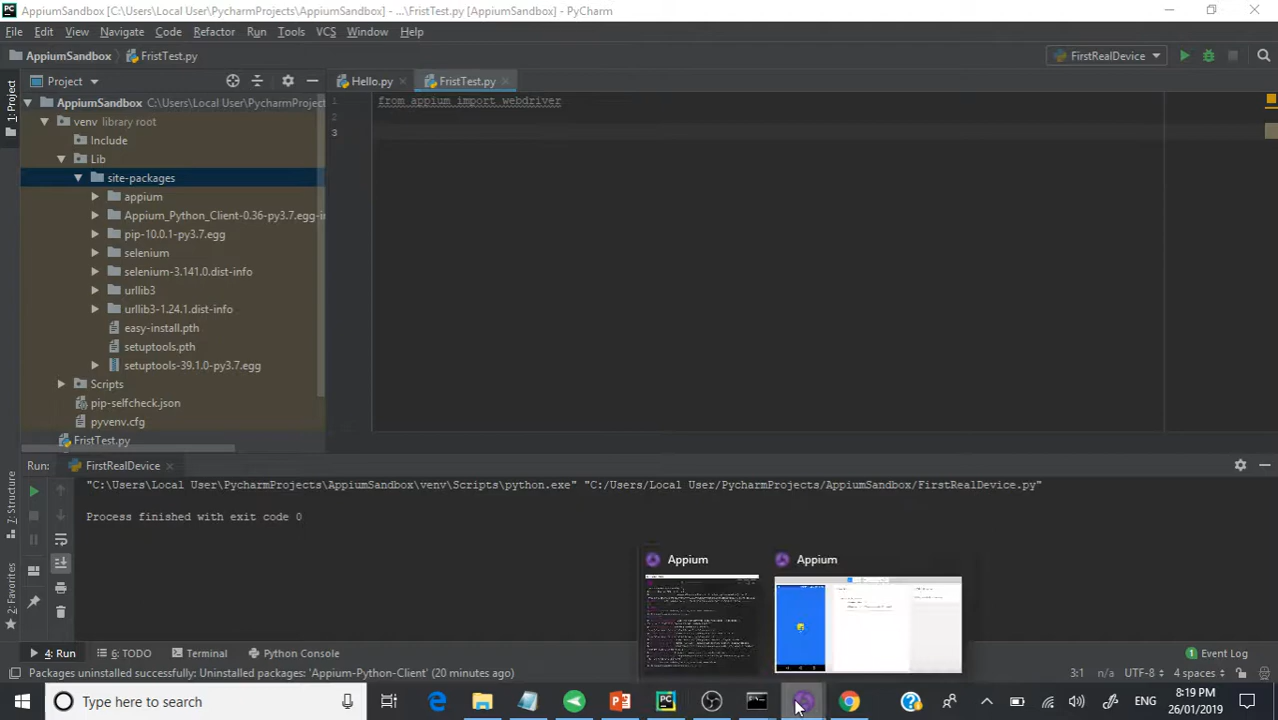 AppiumSandbox [C:\Users\Local User\PycharmProjects\AppiumSandbox] - ...\FristTest.py [AppiumSandbox] - PyCharm
File Edit View Navigate Code Refactor Run Tools VCS Window Help
AppiumSandbox FristTest.py FirstRealDevice
Project Hello.py FristTest.py
1: Project
AppiumSandbox C:\Users\Local User\PycharmProject
venv library root
Include
Lib
site-packages
appium
Appium_Python_Client-0.36-py3.7.egg-in
pip-10.0.1-py3.7.egg
selenium
selenium-3.141.0.dist-info
urllib3
urllib3-1.24.1.dist-info
easy-install.pth
setuptools.pth
setuptools-39.1.0-py3.7.egg
Scripts
pip-selfcheck.json
pyvenv.cfg
FristTest.py
1 from appium import webdriver
2
3
Run: FirstRealDevice
"C:\Users\Local User\PycharmProjects\AppiumSandbox\venv\Scripts\python.exe" "C:/Users/Local User/PycharmProjects/AppiumSandbox/FirstRealDevice.py"
Process finished with exit code 0
7: Structure
2: Favorites
Appium Appium
4: Run 6: TODO Terminal Python Console Event Log
Packages uninstalled successfully: Uninstalled packages: 'Appium-Python-Client' (20 minutes ago) 3:1 n/a UTF-8 4 spaces
Type here to search
ENG
8:19 PM
26/01/2019